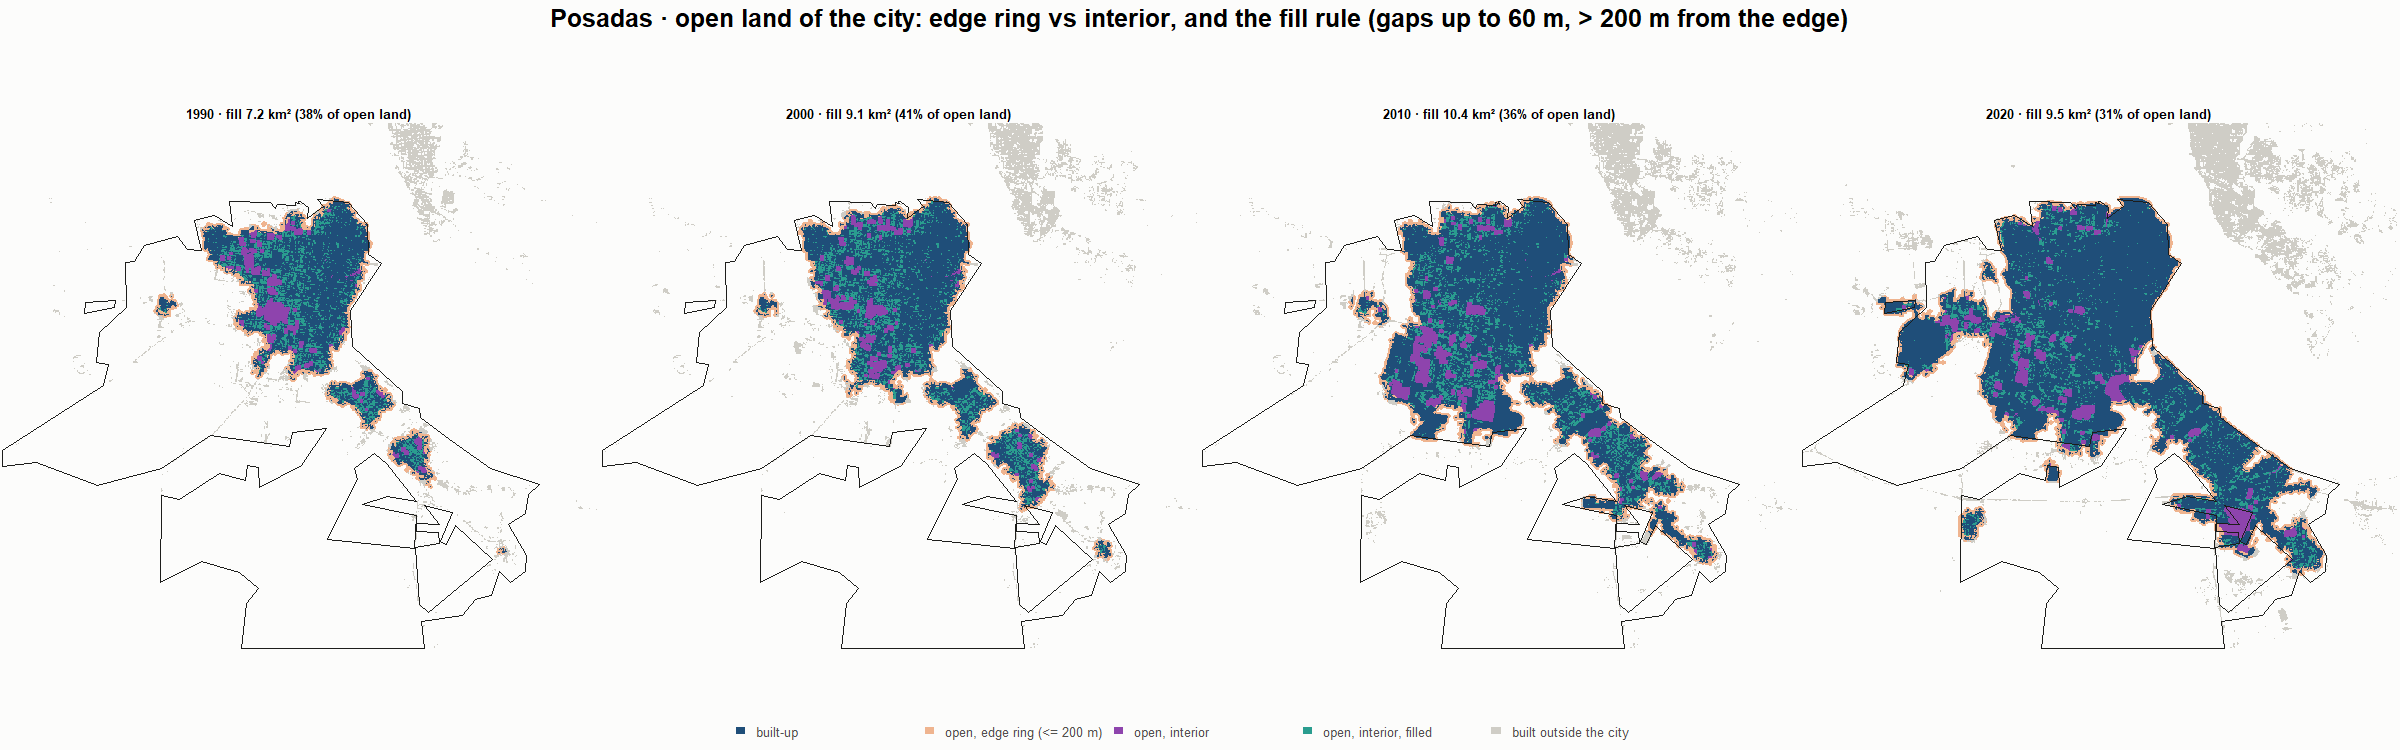 Posadas · open land of the city: edge ring vs interior, and the fill rule (gaps up to 60 m, > 200 m from the edge)
1990 · fill 7.2 km² (38% of open land)
2000 · fill 9.1 km² (41% of open land)
2010 · fill 10.4 km² (36% of open land)
2020 · fill 9.5 km² (31% of open land)
built-up
open, edge ring (<= 200 m)
open, interior
open, interior, filled
built outside the city